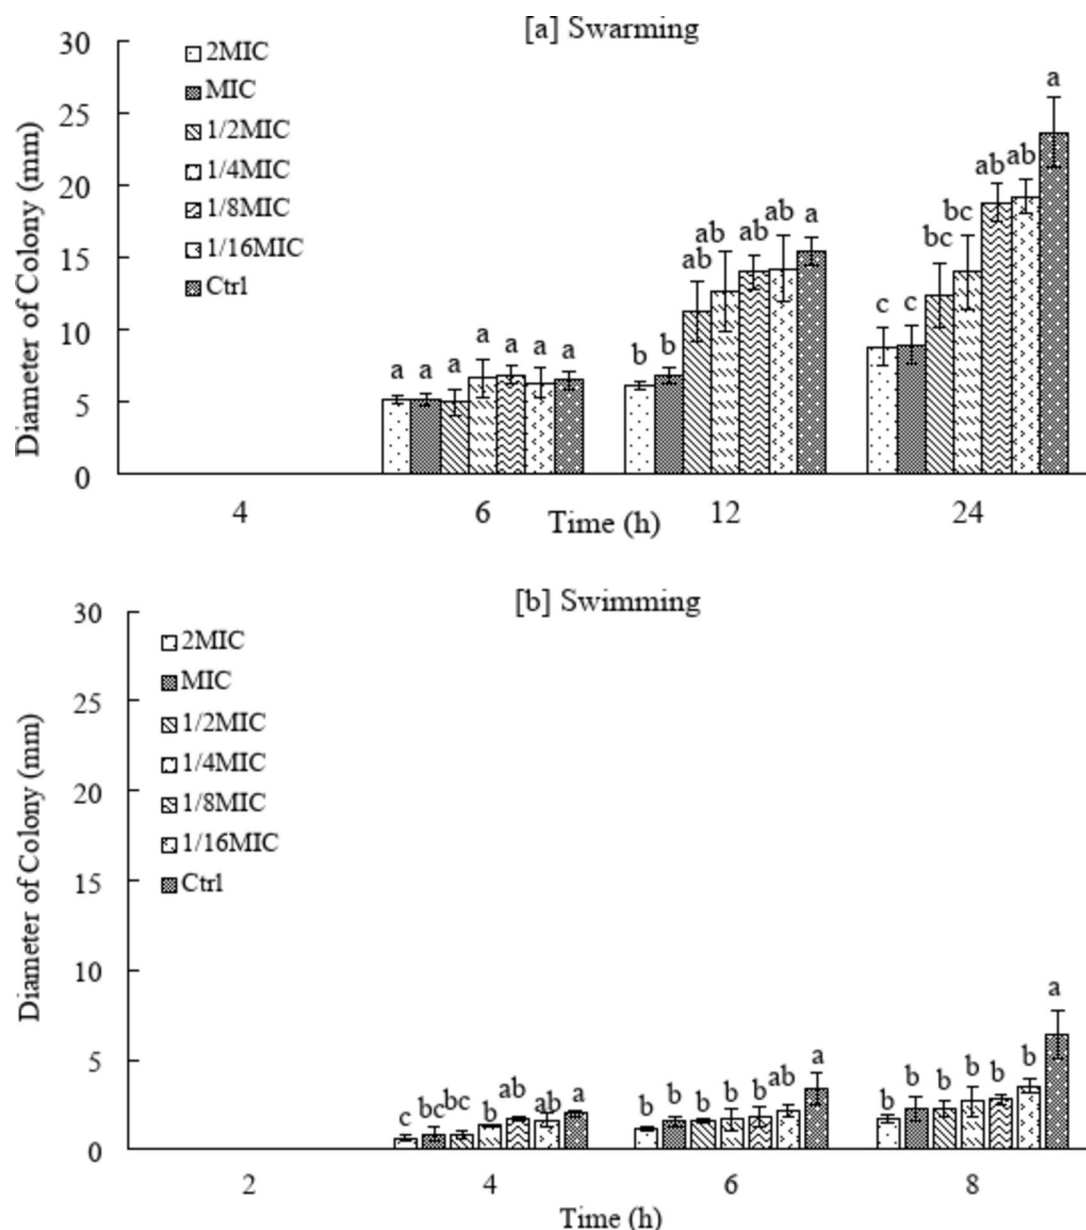 [a] Swarming
30
25
20
15
10
5
0
Diameter of Colony (mm)
2MIC
MIC
1/2MIC
1/4MIC
1/8MIC
1/16MIC
Ctrl
a a a a a a a
b b ab ab ab ab a
c c bc bc ab ab a
4 6 12 24
Time (h)
[b] Swimming
30
25
20
15
10
5
0
Diameter of Colony (mm)
2MIC
MIC
1/2MIC
1/4MIC
1/8MIC
1/16MIC
Ctrl
c bc bc b ab ab a
b b b b b ab a
b b b b b b a
2 4 6 8
Time (h)